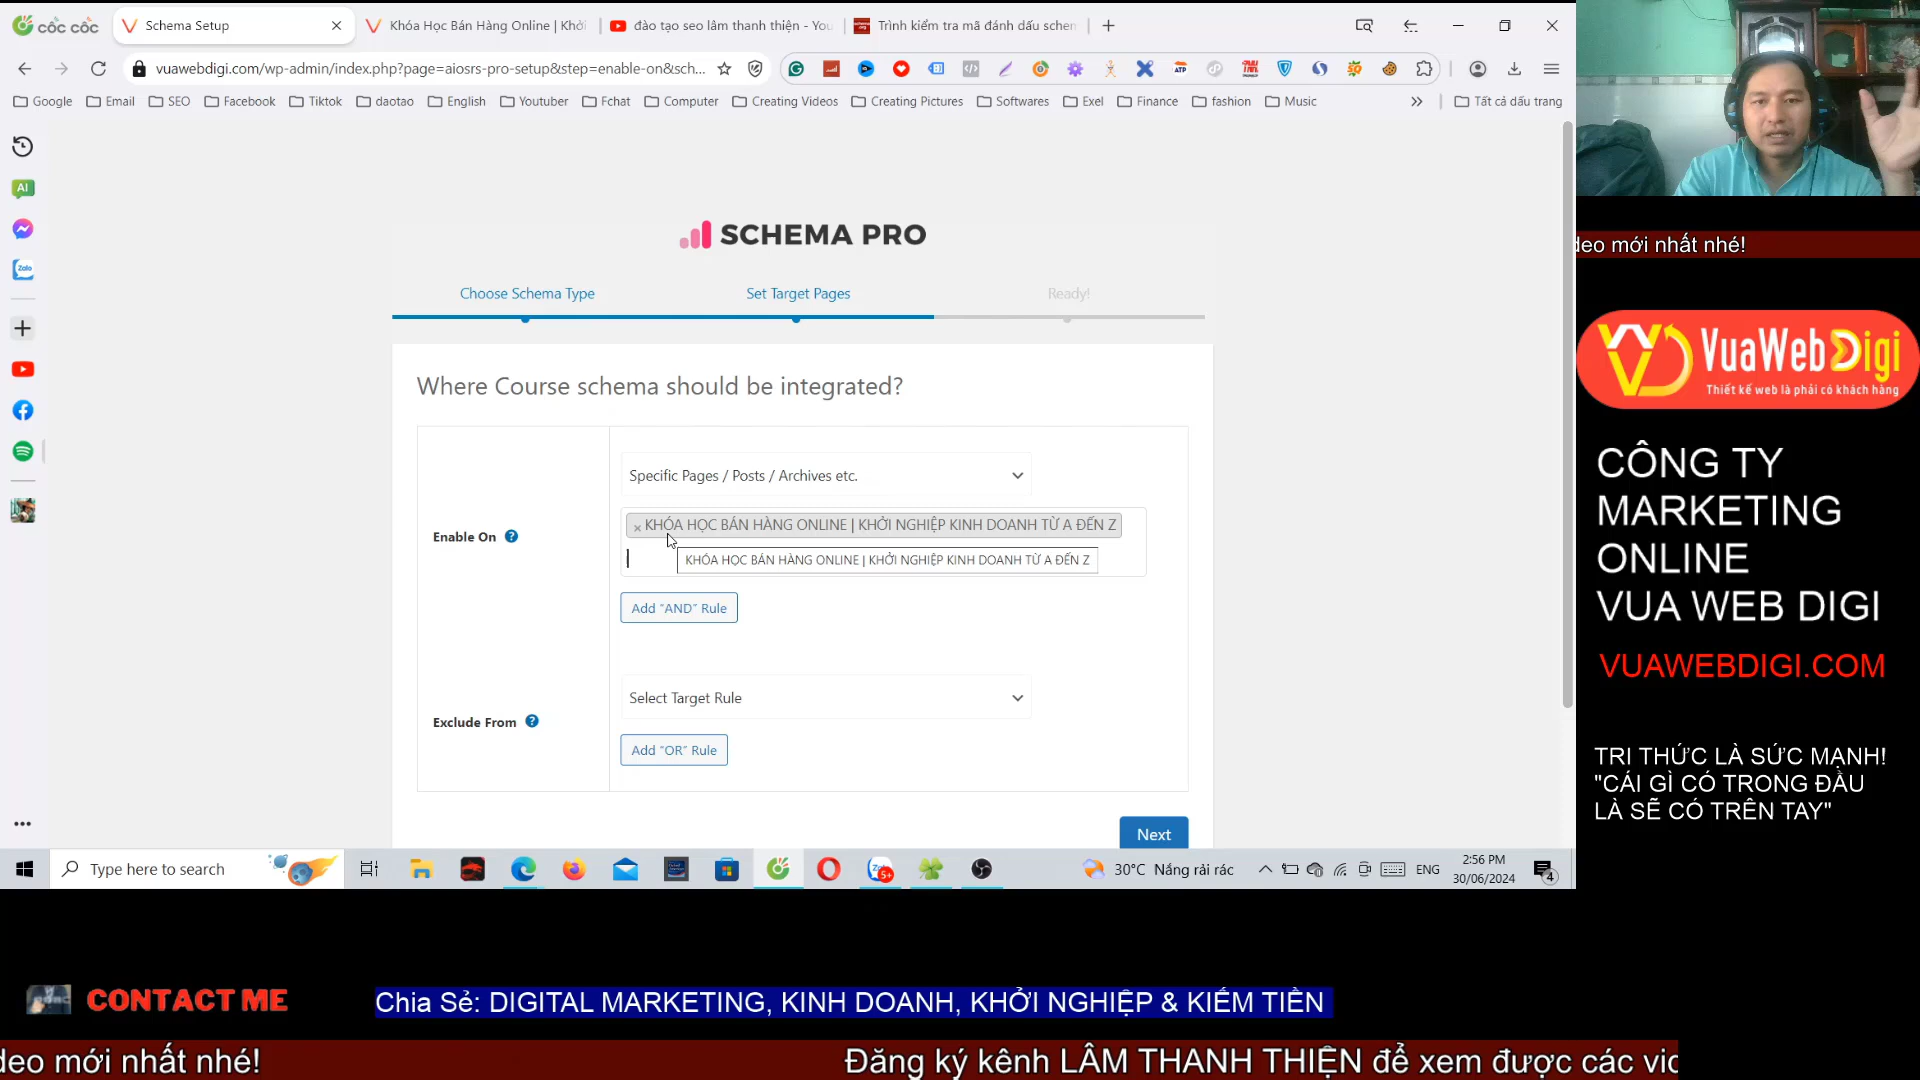 cốc cốc
Schema Setup
Khóa Học Bán Hàng Online | Khởi
đào tạo seo lâm thanh thiện - You
Trình kiểm tra mã đánh dấu schem
vuawebdigi.com/wp-admin/index.php?page=aiosrs-pro-setup&step=enable-on&sch...
Google
Email
SEO
Facebook
Tiktok
daotao
English
Youtuber
Fchat
Computer
Creating Videos
Creating Pictures
Softwares
Exel
Finance
fashion
Music
Tất cả dấu trang
AI
Zalo
SCHEMA PRO
Choose Schema Type
Set Target Pages
Ready!
Where Course schema should be integrated?
Enable On
Specific Pages / Posts / Archives etc.
× KHÓA HỌC BÁN HÀNG ONLINE | KHỞI NGHIỆP KINH DOANH TỪ A ĐẾN Z
KHÓA HỌC BÁN HÀNG ONLINE | KHỞI NGHIỆP KINH DOANH TỪ A ĐẾN Z
Add "AND" Rule
Exclude From
Select Target Rule
Add "OR" Rule
Next
Type here to search
5+
30°C Nắng rải rác
ENG
2:56 PM
30/06/2024
4
deo mới nhất nhé!
VuaWebDigi
Thiết kế web là phải có khách hàng
CÔNG TY
MARKETING
ONLINE
VUA WEB DIGI
VUAWEBDIGI.COM
TRI THỨC LÀ SỨC MẠNH!
"CÁI GÌ CÓ TRONG ĐẦU
LÀ SẼ CÓ TRÊN TAY"
CONTACT ME
Chia Sẻ: DIGITAL MARKETING, KINH DOANH, KHỞI NGHIỆP & KIẾM TIỀN
deo mới nhất nhé!
Đăng ký kênh LÂM THANH THIỆN để xem được các vid